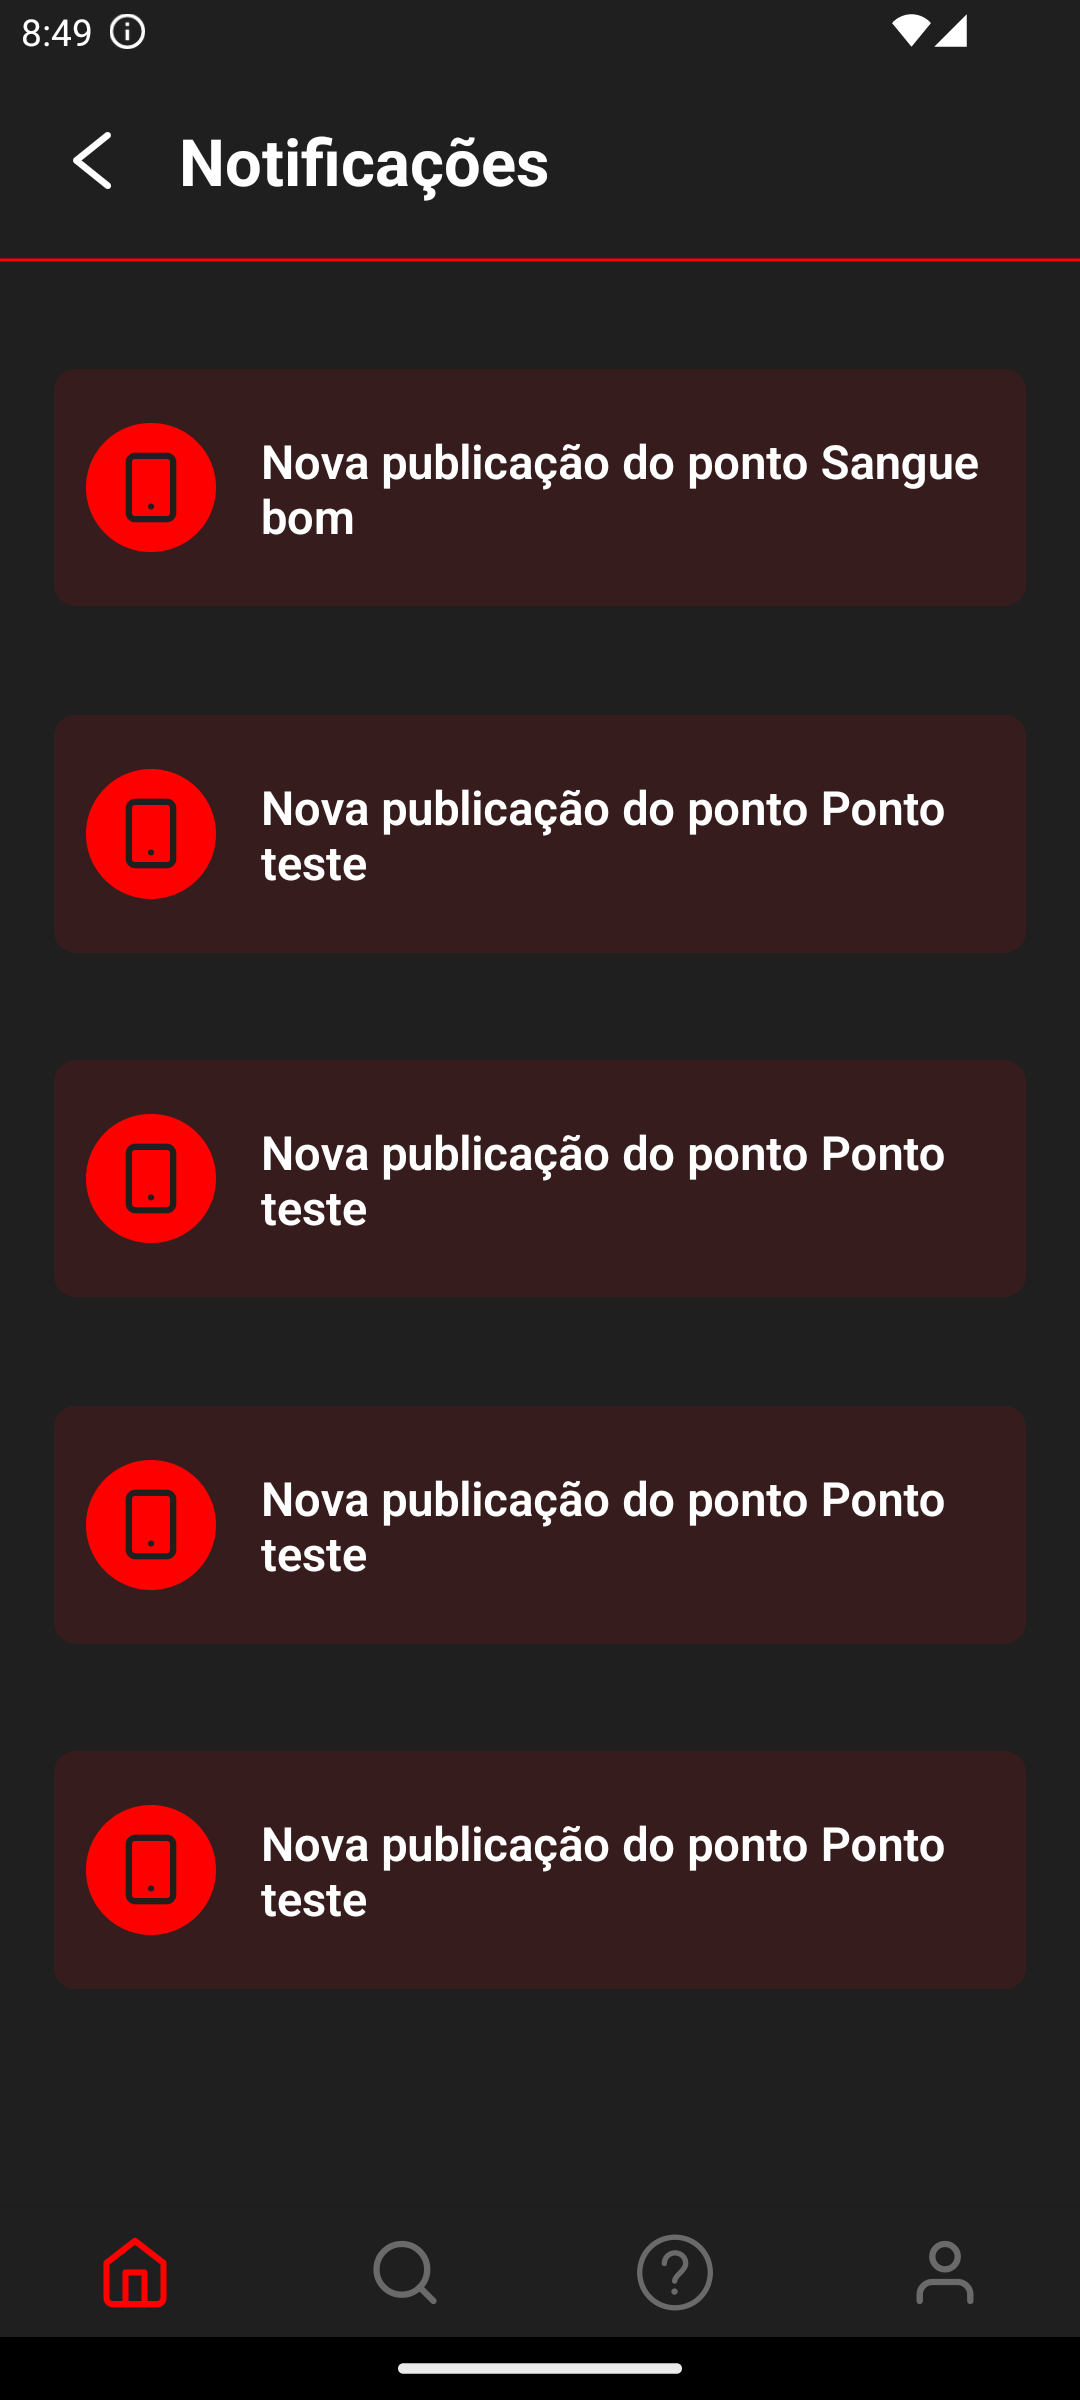 8:49
Notificações
Nova publicação do ponto Sangue
bom
Nova publicação do ponto Ponto
teste
Nova publicação do ponto Ponto
teste
Nova publicação do ponto Ponto
teste
Nova publicação do ponto Ponto
teste